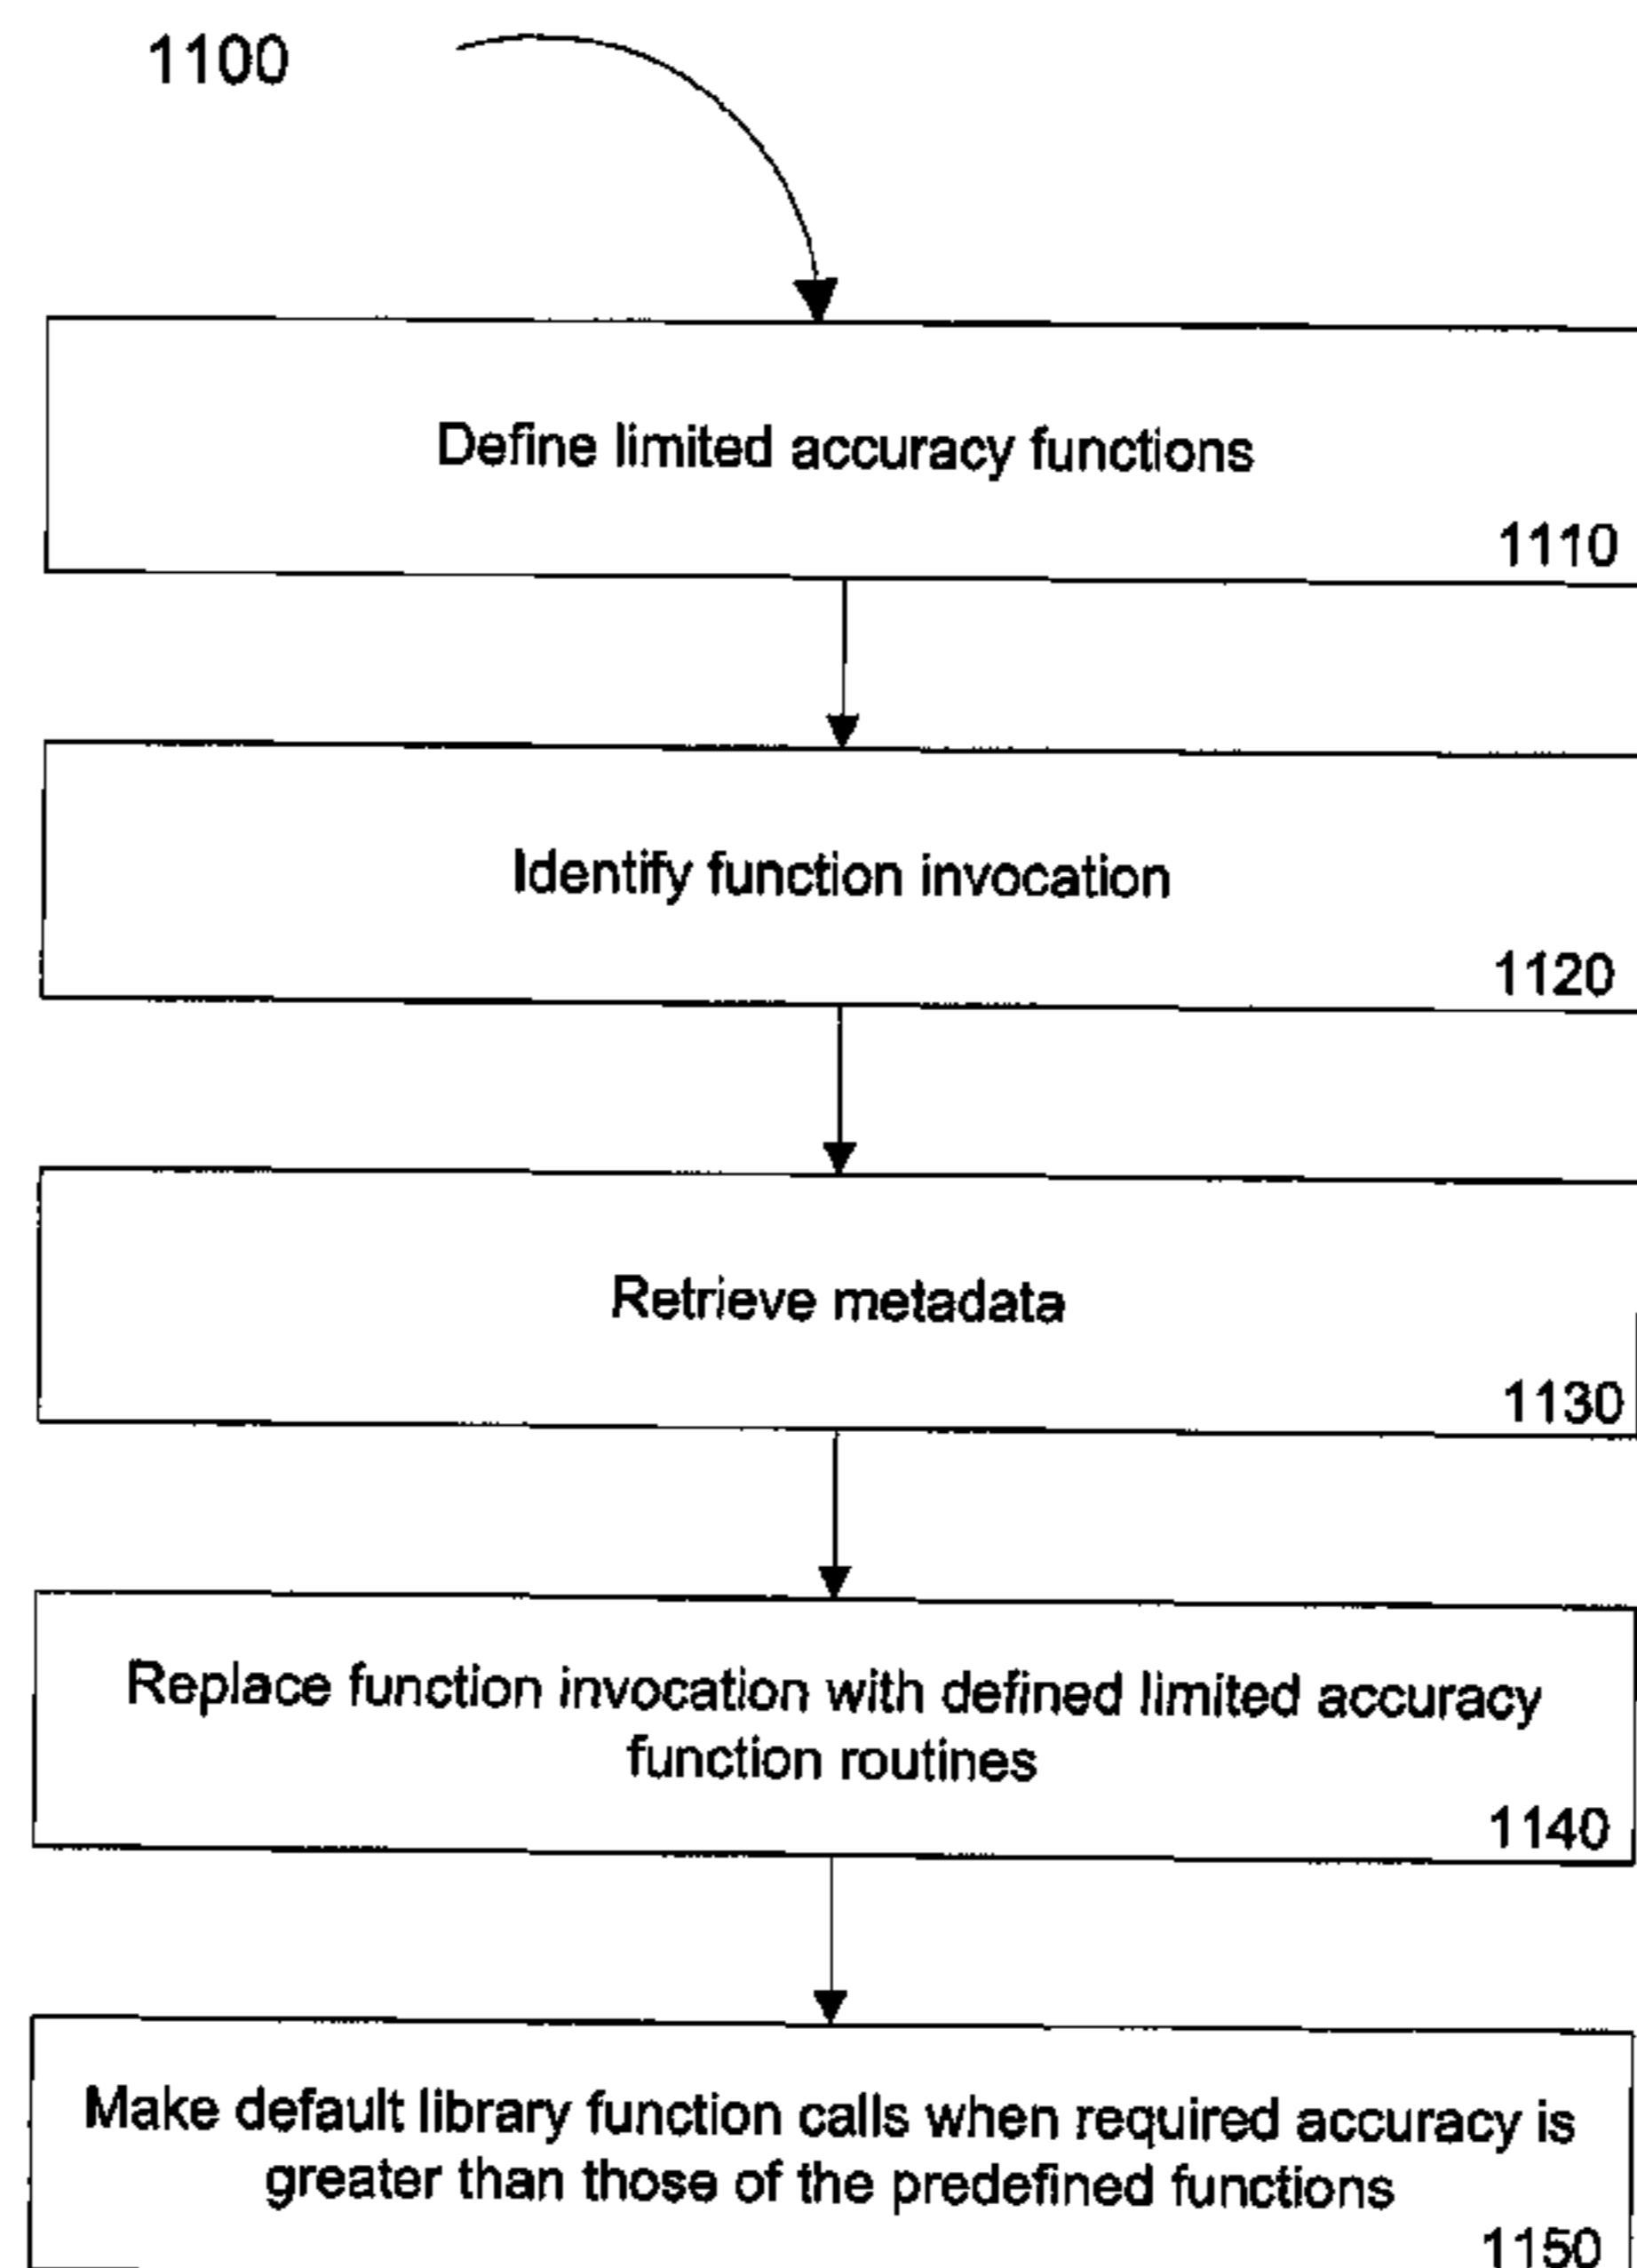 1100
Define limited accuracy functions
1110
Identify function invocation
1120
Retrieve metadata
1130
Replace function invocation with defined limited accuracy
function routines
1140
Make default library function calls when required accuracy is
greater than those of the predefined functions
1150